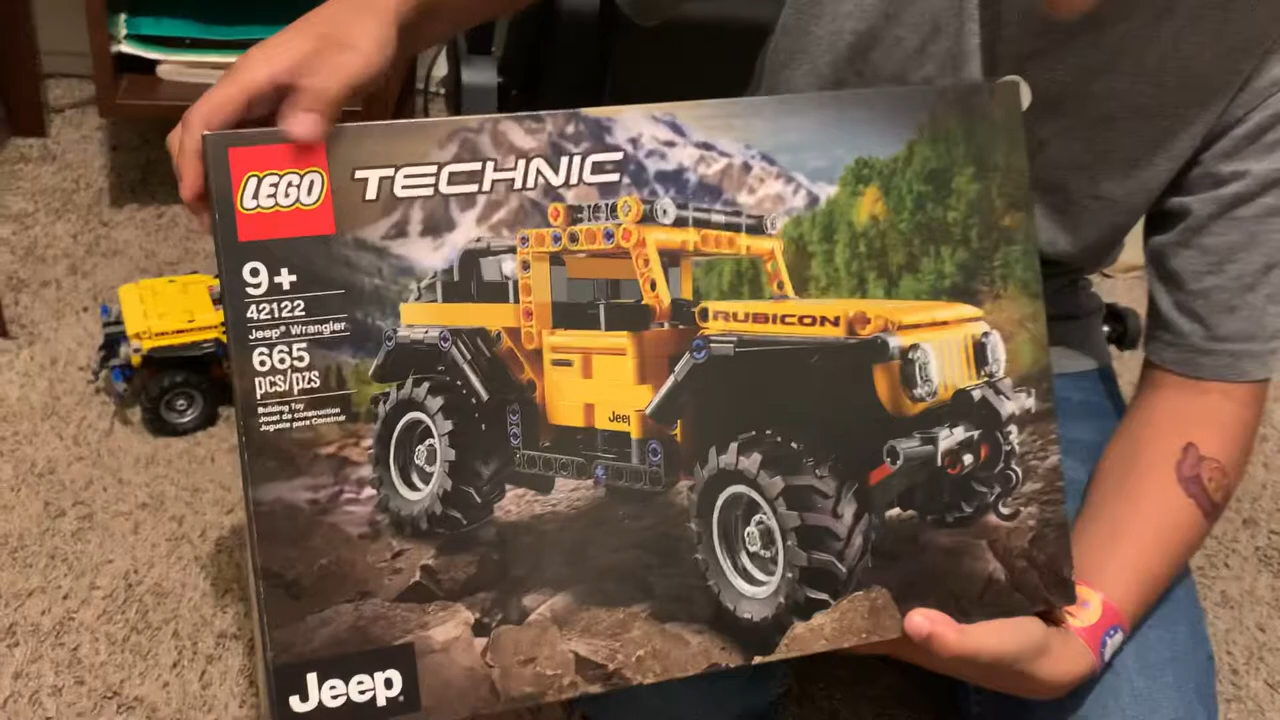 LEGO
TECHNIC
9+
42122
Jeep® Wrangler
665
pcs/pzs
Building Toy
Jouet de construction
Juguete para Construir
RUBICON
Jeep
Jeep®